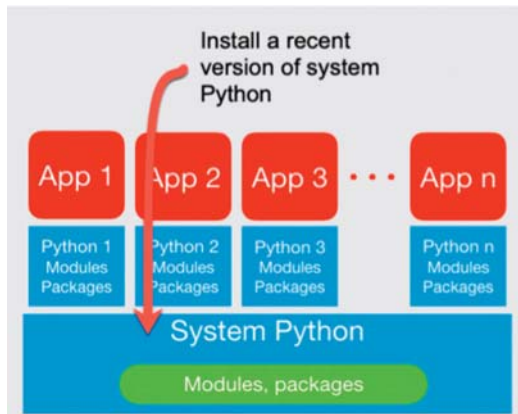 Install a recent
version of system
Python
App 1
App 2
App 3
...
App n
Python 1
Modules
Packages
Python 2
Modules
Packages
Python 3
Modules
Packages
Python n
Modules
Packages
System Python
Modules, packages